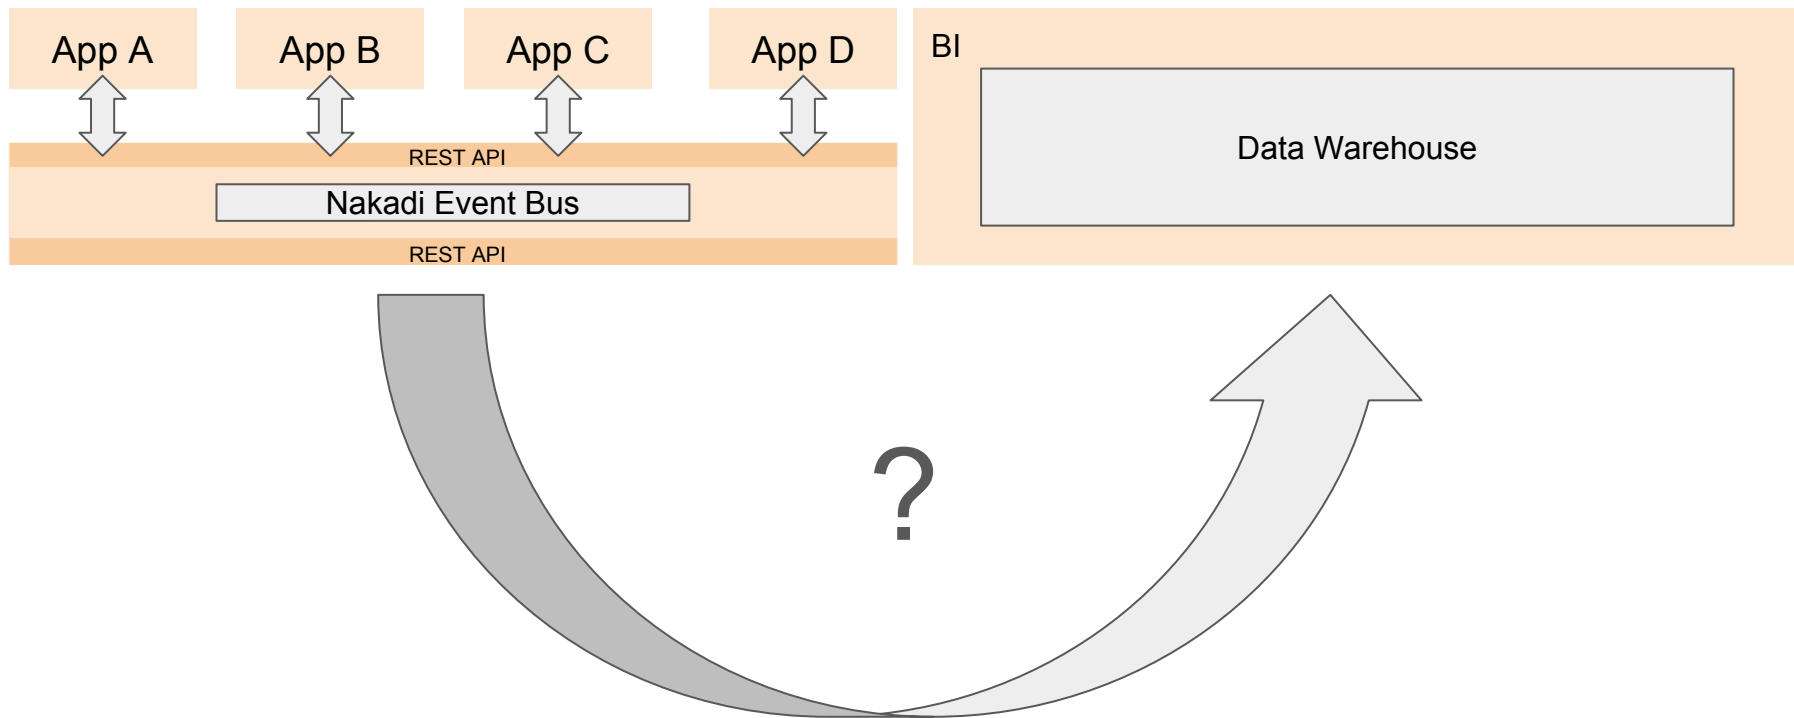 App A
App B
App C
App D
BI
Data Warehouse
REST API
Nakadi Event Bus
REST API
?